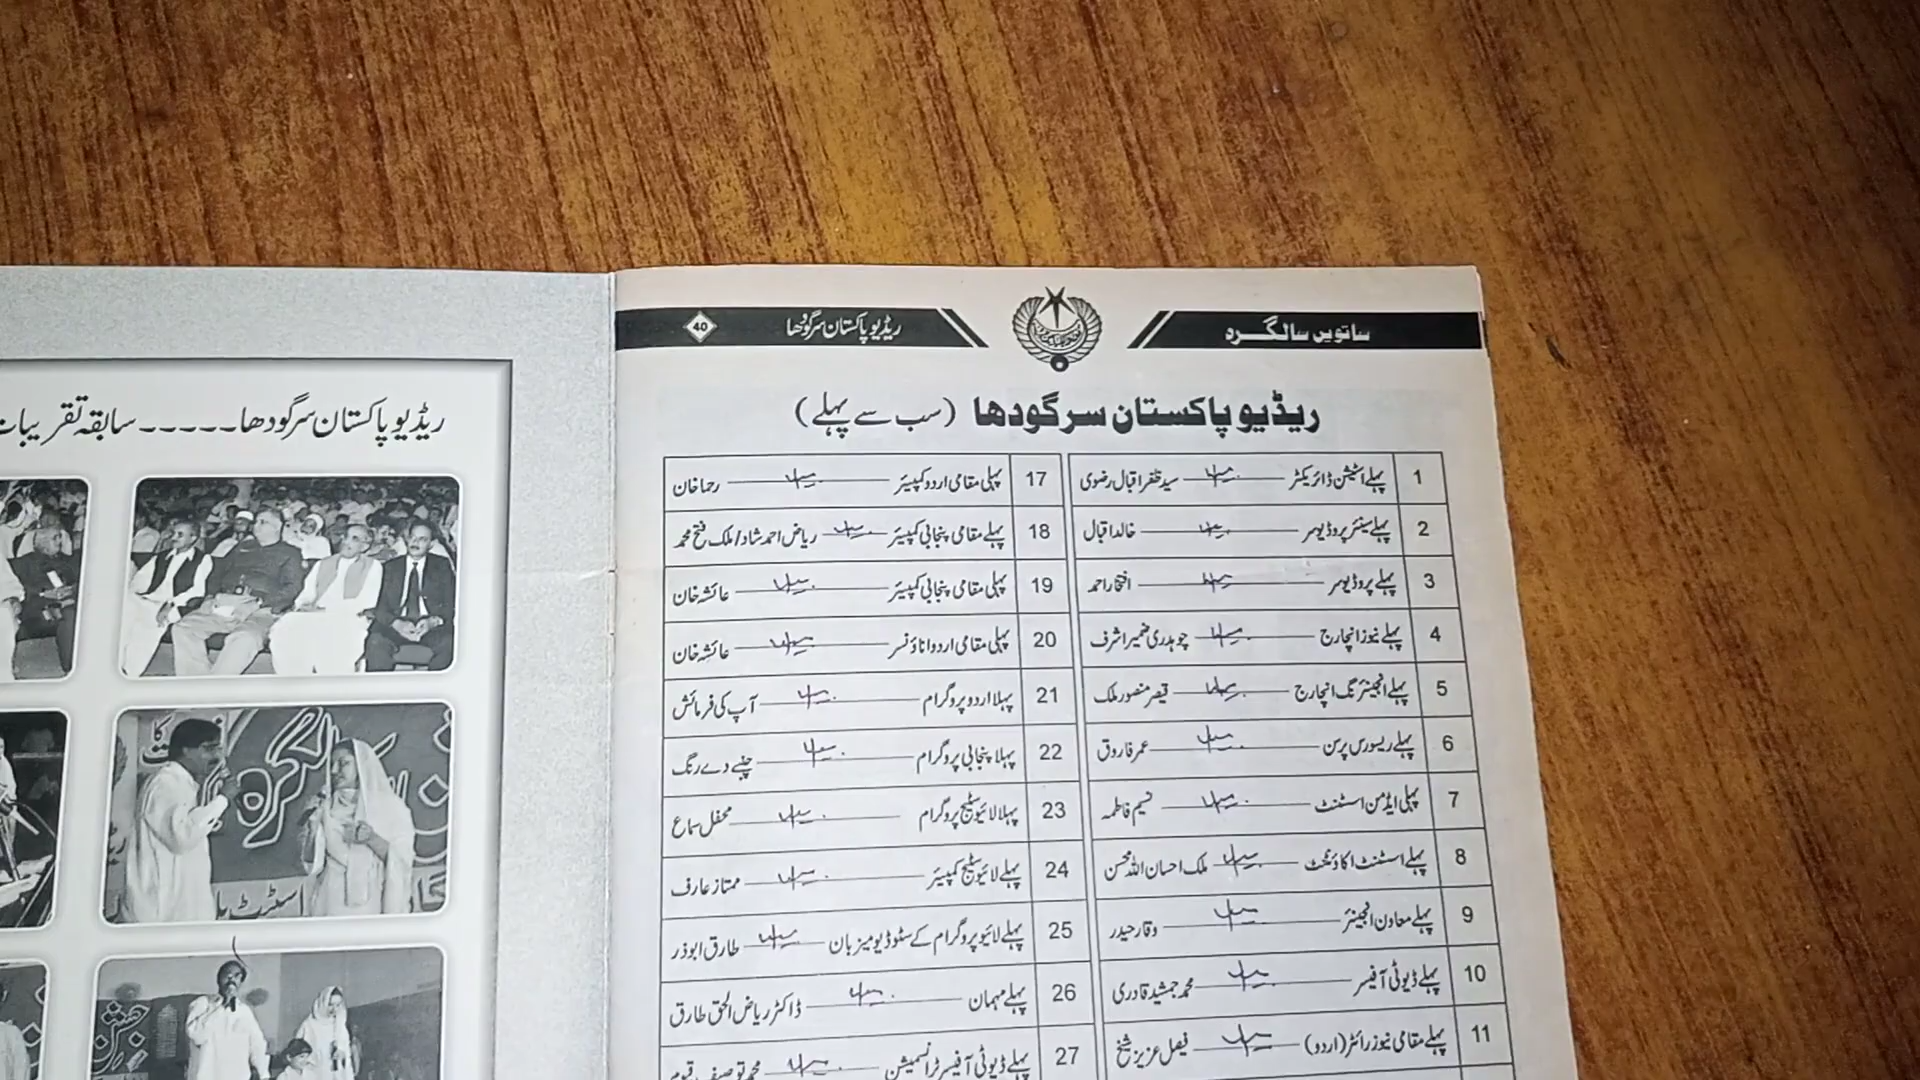 ساتویں سالگرہ
ریڈیو پاکستان سرگودھا
40
ریڈیو پاکستان سرگودھا (سب سے پہلے)
1 پہلے اسٹیشن ڈائریکٹر سید ظفر اقبال رضوی
2 پہلے سینئر پروڈیوسر خالد اقبال
3 پہلے پروڈیوسر افتخار احمد
4 پہلے نیوز انچارج چوہدری ضمیر اشرف
5 پہلے انجینئرنگ انچارج قیصر منصور ملک
6 پہلے ریسورس پرسن عمر فاروق
7 پہلی ایڈمن اسسٹنٹ نسیم فاطمہ
8 پہلے اسسٹنٹ اکاؤنٹنٹ ملک احسان اللہ محسن
9 پہلے معاون انجینئر وقار حیدر
10 پہلے ڈیوٹی آفیسر محمد جمشید قادری
11 پہلے مقامی نیوز رائٹر (اردو) فیصل عزیز شیخ
17 پہلی مقامی اردو کمپیئر رحما خان
18 پہلے مقامی پنجابی کمپیئر ریاض احمد شاد/ملک فتح محمد
19 پہلی مقامی پنجابی کمپیئر عائشہ خان
20 پہلی مقامی اردو اناؤنسر عائشہ خان
21 پہلا اردو پروگرام آپ کی فرمائش
22 پہلا پنجابی پروگرام چنبے دے رنگ
23 پہلا لائیو سٹیج پروگرام محفل سماع
24 پہلے لائیو سٹیج کمپیئر ممتاز عارف
25 پہلے لائیو پروگرام کے سٹوڈیو میزبان طارق ابوذر
26 پہلے مہمان ڈاکٹر ریاض الحق طارق
27 پہلے ڈیوٹی آفیسر ٹرانسمیشن محمد توصیف قیوم
ریڈیو پاکستان سرگودھا۔۔۔۔۔سابقہ تقریبات
سالگرہ
جشن